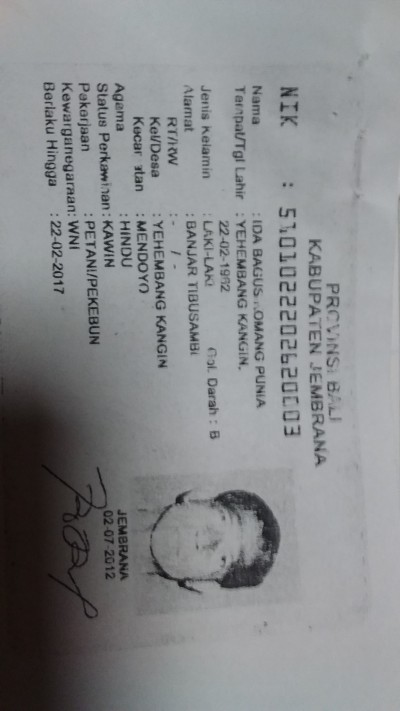 PROVINSI BALI
KABUPATEN JEMBRANA
NIK : 5101022202620003
Nama : IDA BAGUS KOMANG PUNIA
Tempat/Tgl Lahir : YEHEMBANG KANGIN,
22-02-1962
Jenis Kelamin : LAKI-LAKI Gol. Darah : B
Alamat : BANJAR TIBUSAMBI
RT/RW : - / -
Kel/Desa : YEHEMBANG KANGIN
Kecamatan : MENDOYO
Agama : HINDU
Status Perkawinan : KAWIN
Pekerjaan : PETANI/PEKEBUN
Kewarganegaraan: WNI
Berlaku Hingga : 22-02-2017
JEMBRANA
02-07-2012